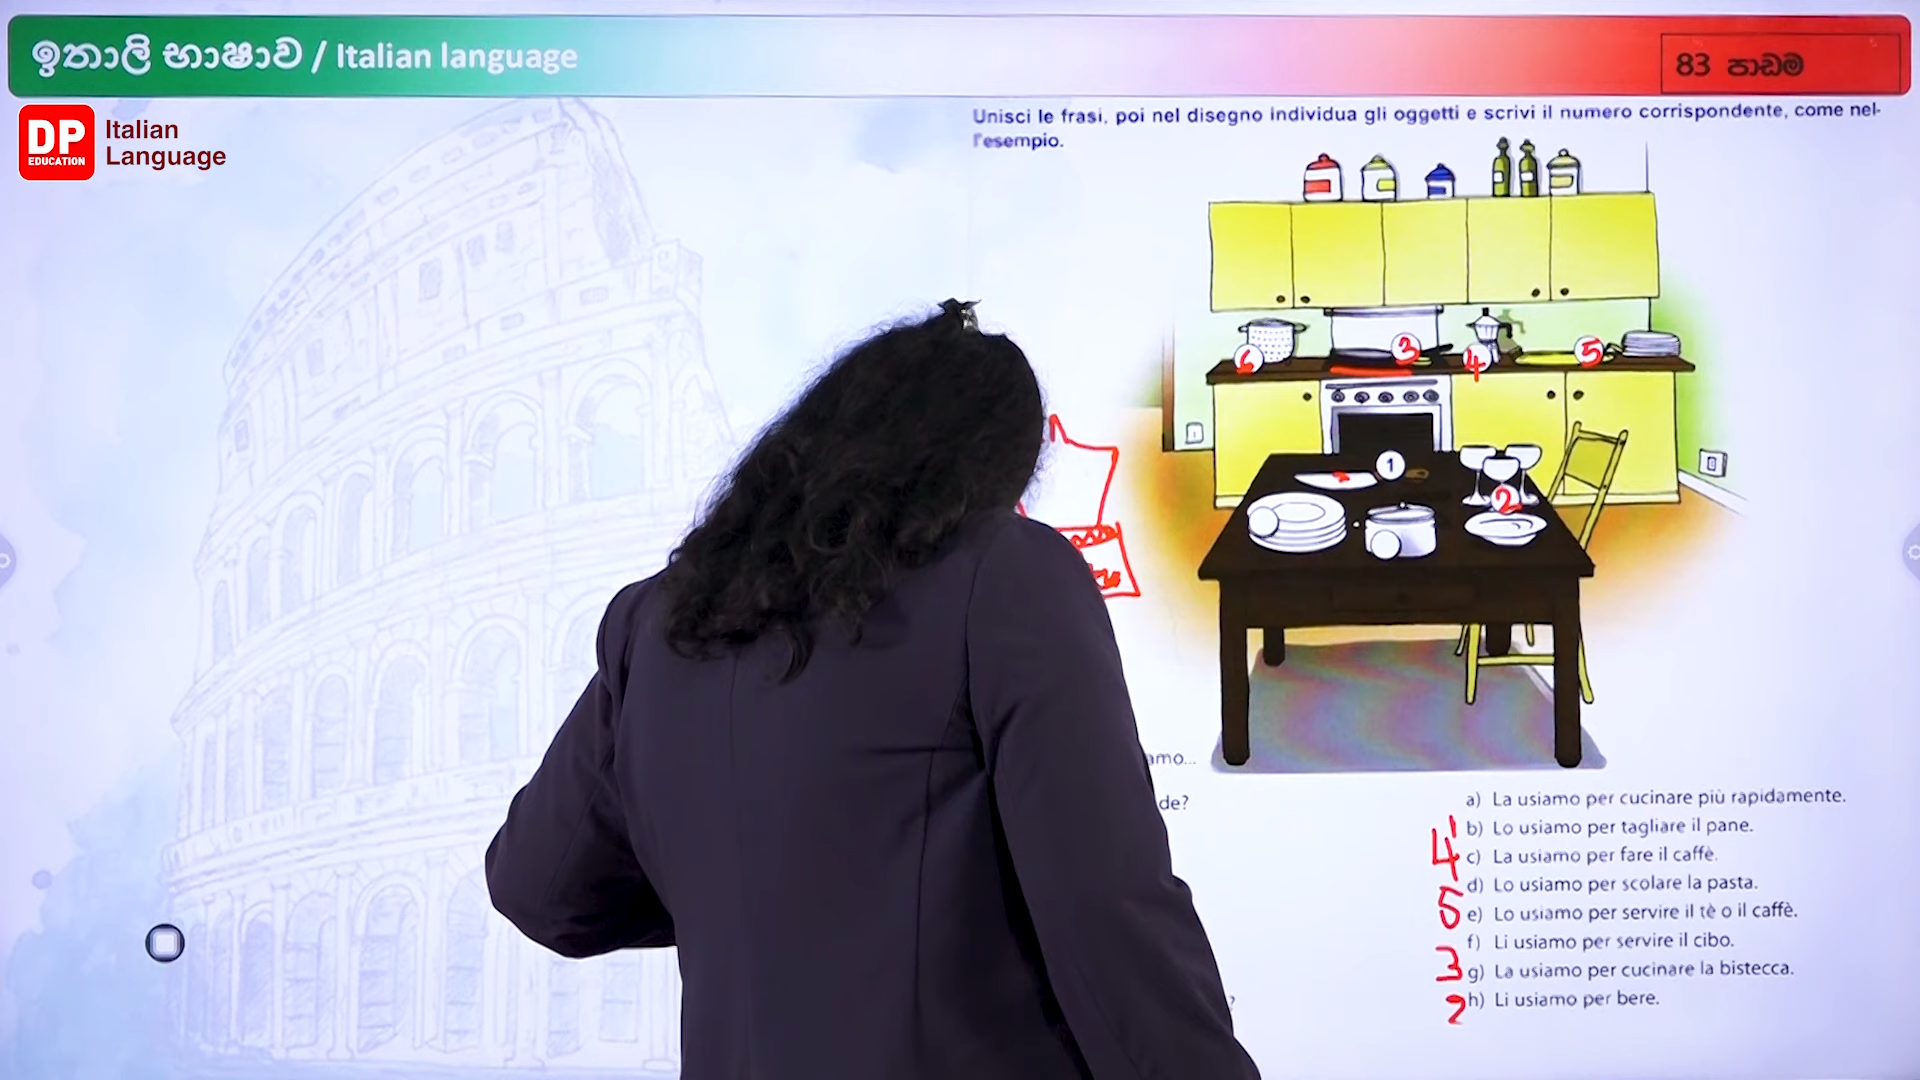 ඉතාලි භාෂාව / Italian language
83 පාඩම
DP
EDUCATION
Italian
Language
Unisci le frasi, poi nel disegno individua gli oggetti e scrivi il numero corrispondente, come nel-
l'esempio.
6
3
4
5
1
2
a) La usiamo per cucinare più rapidamente.
1 b) Lo usiamo per tagliare il pane.
4 c) La usiamo per fare il caffè.
d) Lo usiamo per scolare la pasta.
5 e) Lo usiamo per servire il tè o il caffè.
f) Li usiamo per servire il cibo.
3 g) La usiamo per cucinare la bistecca.
2 h) Li usiamo per bere.